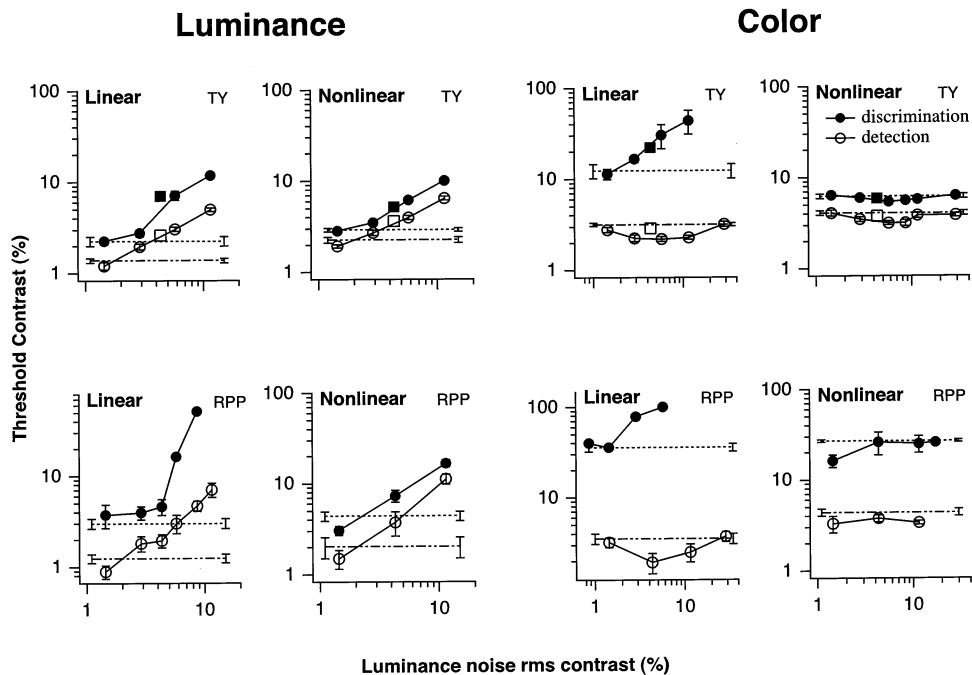 Luminance
Color
Linear TY
Nonlinear TY
Linear TY
Nonlinear TY
discrimination
detection
100
10
1
100
10
1
100
10
1
100
10
1
Threshold Contrast (%)
Linear RPP
Nonlinear RPP
Linear RPP
Nonlinear RPP
10
1
100
10
1
100
10
100
10
1
1 10
1 10
1 10
1 10
Luminance noise rms contrast (%)